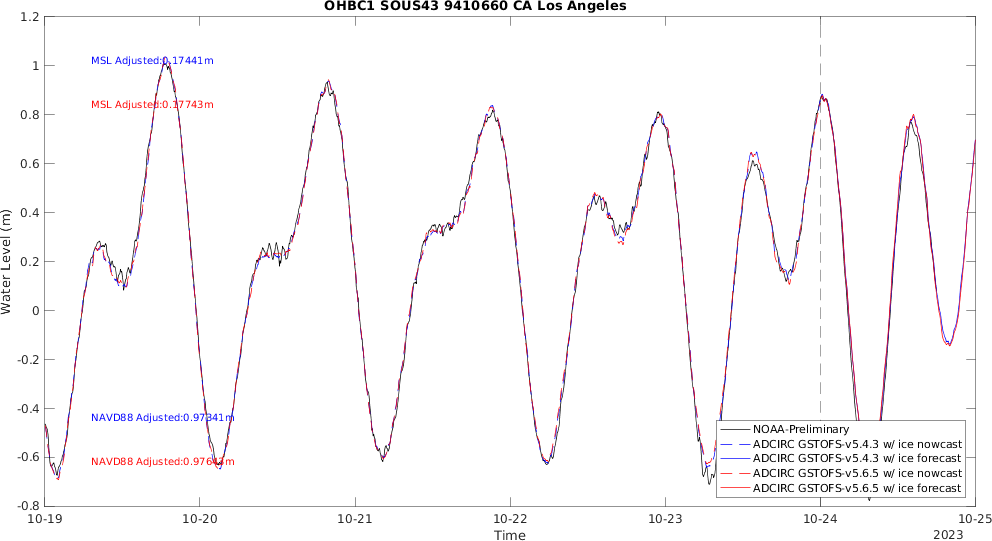 OHBC1 SOUS43 9410660 CA Los Angeles
1.2
1
0.8
0.6
0.4
0.2
0
-0.2
-0.4
-0.6
-0.8
Water Level (m)
MSL Adjusted:0.17441m
MSL Adjusted:0.17743m
NAVD88 Adjusted:0.97341m
NAVD88 Adjusted:0.97643m
NOAA-Preliminary
ADCIRC GSTOFS-v5.4.3 w/ ice nowcast
ADCIRC GSTOFS-v5.4.3 w/ ice forecast
ADCIRC GSTOFS-v5.6.5 w/ ice nowcast
ADCIRC GSTOFS-v5.6.5 w/ ice forecast
10-19
10-20
10-21
10-22
10-23
10-24
10-25
Time
2023